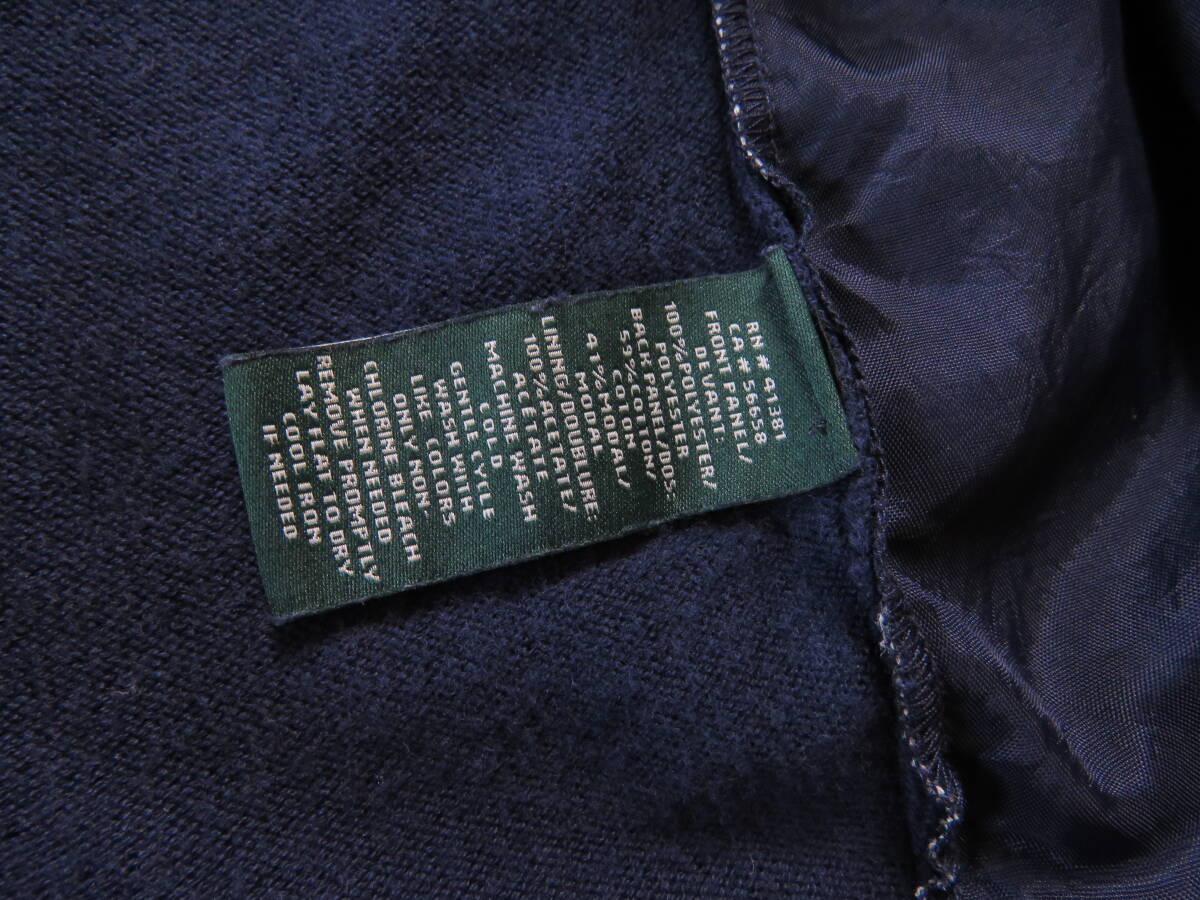 RN# 41381
CA# 56658
FRONT PANEL/
DEVANT:
100% POLYESTER/
POLYESTER
BACK PANEL/DOS:
59% COTTON/
COTON
41% MODAL/
MODAL
LINING/DOUBLURE:
100% ACETATE/
ACETATE
MACHINE WASH
COLD
GENTLE CYCLE
WASH WITH
LIKE COLORS
ONLY NON-
CHLORINE BLEACH
WHEN NEEDED
REMOVE PROMPTLY
LAY FLAT TO DRY
COOL IRON
IF NEEDED